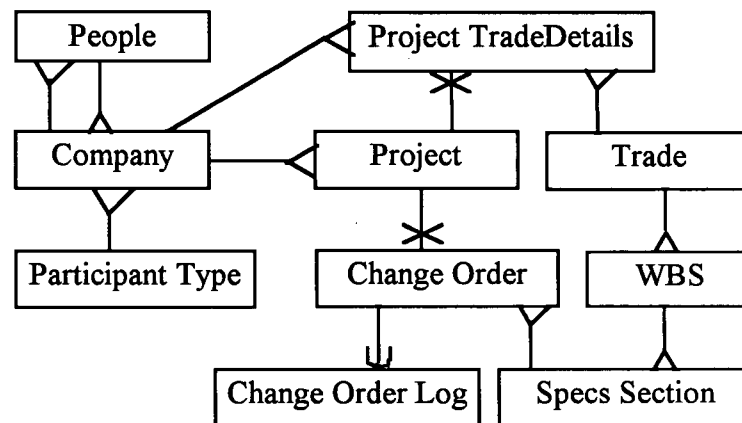 People
Project TradeDetails
Company
Project
Trade
Participant Type
Change Order
WBS
Change Order Log
Specs Section